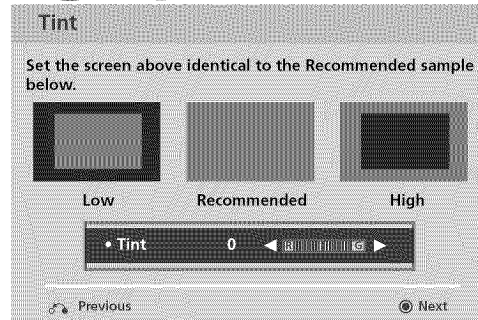 Tint
Set the screen above identical to the Recommended sample
below.
Low Recommended High
• Tint 0 ◀ R G ▶
Previous Next